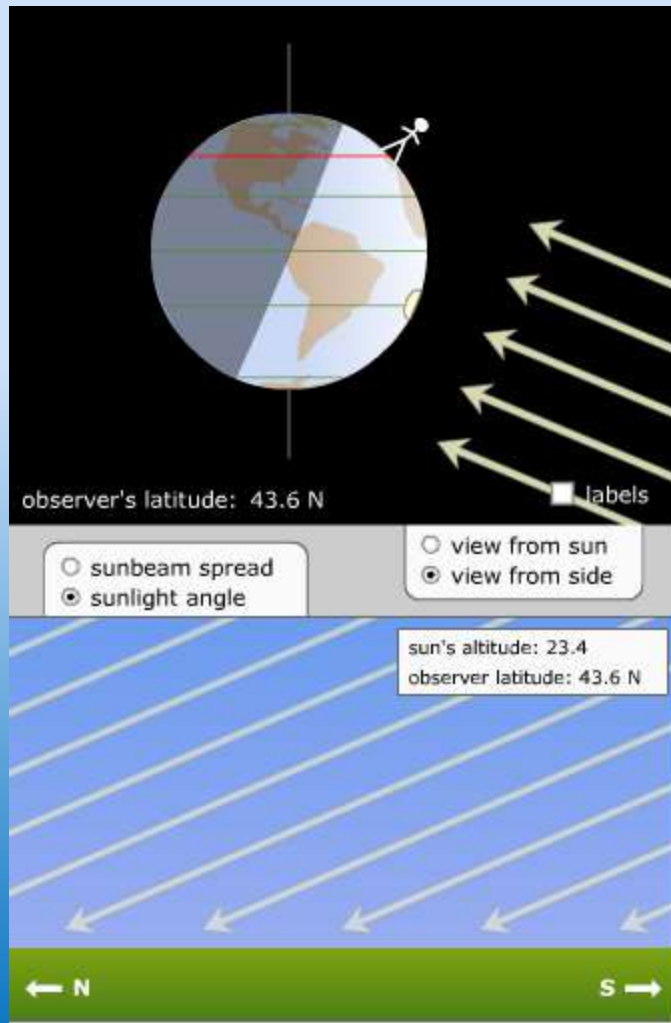 observer's latitude: 43.6 N
labels
sunbeam spread
sunlight angle
view from sun
view from side
sun's altitude: 23.4
observer latitude: 43.6 N
N
S